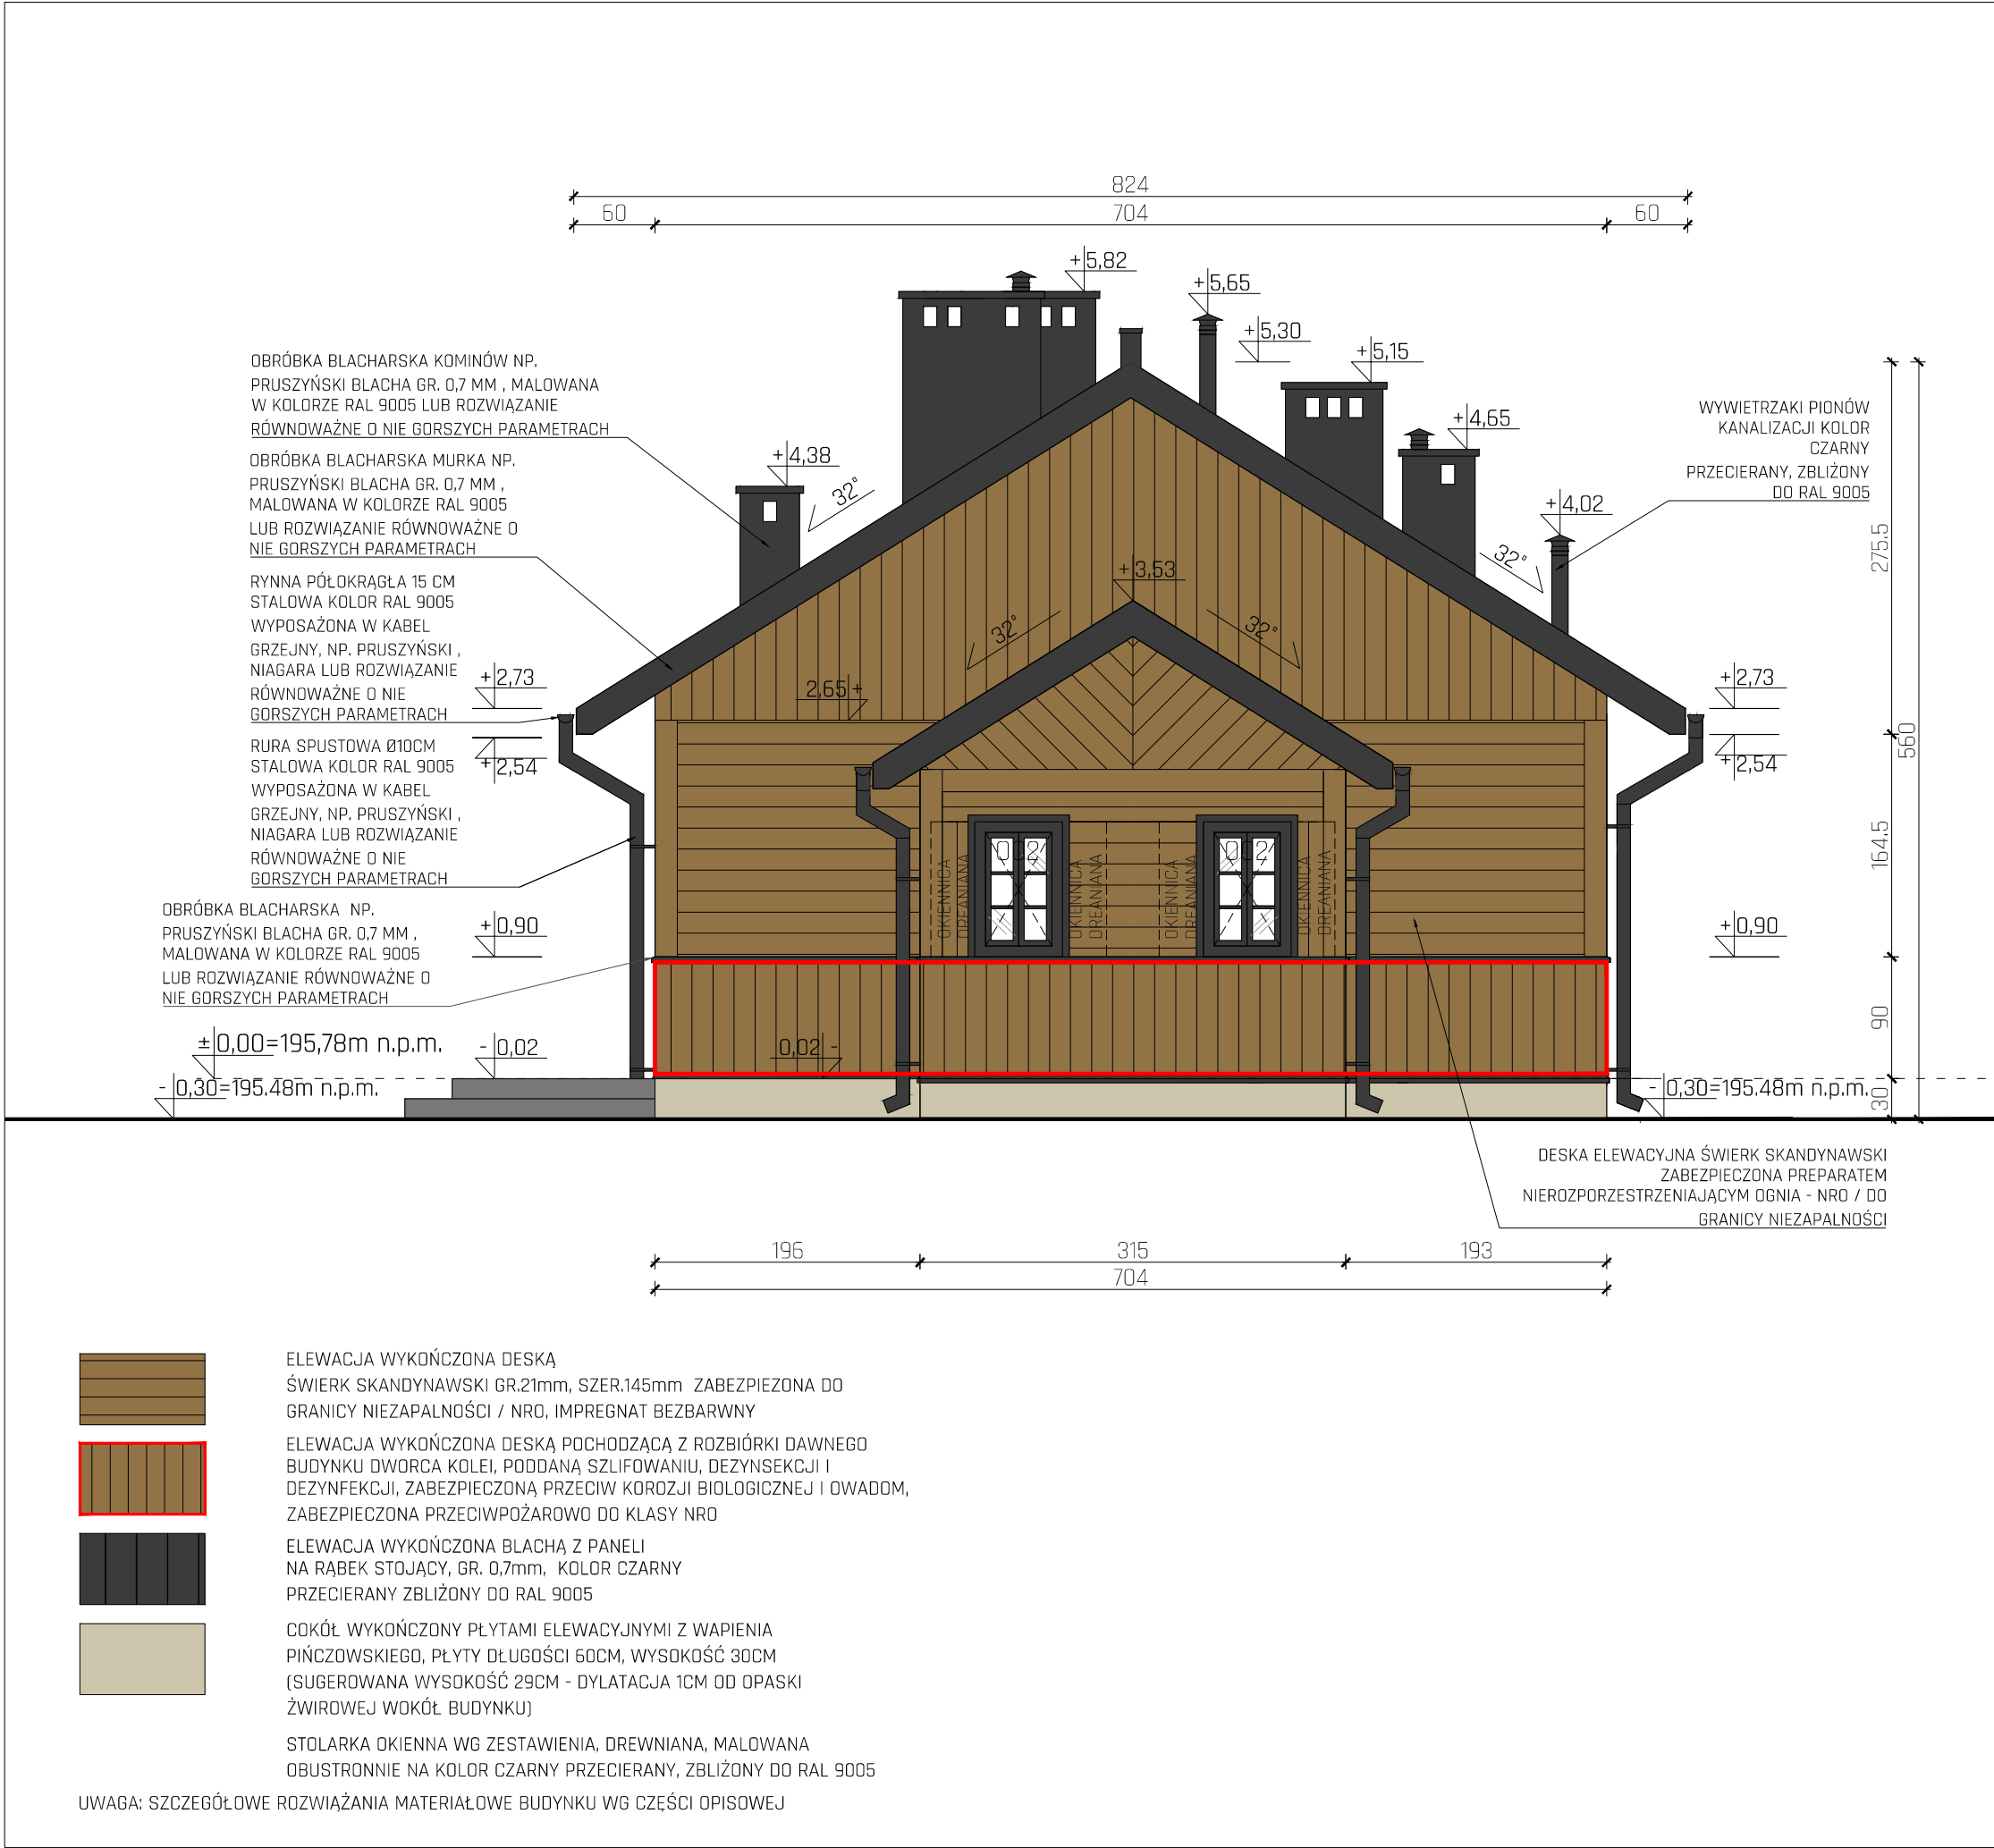 824
60
704
60
+5,82
+5,65
+5,30
+5,15
+4,65
+4,38
+4,02
32°
32°
OBRÓBKA BLACHARSKA KOMINÓW NP.
PRUSZYŃSKI BLACHA GR. 0,7 MM , MALOWANA
W KOLORZE RAL 9005 LUB ROZWIĄZANIE
RÓWNOWAŻNE O NIE GORSZYCH PARAMETRACH
OBRÓBKA BLACHARSKA MURKA NP.
PRUSZYŃSKI BLACHA GR. 0,7 MM ,
MALOWANA W KOLORZE RAL 9005
LUB ROZWIĄZANIE RÓWNOWAŻNE O
NIE GORSZYCH PARAMETRACH
RYNNA PÓŁOKRĄGŁA 15 CM
STALOWA KOLOR RAL 9005
WYPOSAŻONA W KABEL
GRZEJNY, NP. PRUSZYŃSKI ,
NIAGARA LUB ROZWIĄZANIE
RÓWNOWAŻNE O NIE
GORSZYCH PARAMETRACH
RURA SPUSTOWA Ø10CM
STALOWA KOLOR RAL 9005
WYPOSAŻONA W KABEL
GRZEJNY, NP. PRUSZYŃSKI ,
NIAGARA LUB ROZWIĄZANIE
RÓWNOWAŻNE O NIE
GORSZYCH PARAMETRACH
OBRÓBKA BLACHARSKA NP.
PRUSZYŃSKI BLACHA GR. 0,7 MM ,
MALOWANA W KOLORZE RAL 9005
LUB ROZWIĄZANIE RÓWNOWAŻNE O
NIE GORSZYCH PARAMETRACH
WYWIETRZAKI PIONÓW
KANALIZACJI KOLOR
CZARNY
PRZECIERANY, ZBLIŻONY
DO RAL 9005
+3,53
32°
32°
2,65+
+2,73
+2,54
+0,90
+2,73
+2,54
+0,90
275.5
164.5
90
30
560
O02
O02
OKIENNICA
DREANIANA
OKIENNICA
DREANIANA
OKIENNICA
DREANIANA
OKIENNICA
DREANIANA
±0,00=195,78m n.p.m.
-0,02
0,02-
-0,30=195.48m n.p.m.
-0,30=195.48m n.p.m.
DESKA ELEWACYJNA ŚWIERK SKANDYNAWSKI
ZABEZPIECZONA PREPARATEM
NIEROZPORZESTRZENIAJĄCYM OGNIA - NRO / DO
GRANICY NIEZAPALNOŚCI
196
315
193
704
ELEWACJA WYKOŃCZONA DESKĄ
ŚWIERK SKANDYNAWSKI GR.21mm, SZER.145mm ZABEZPIEZONA DO
GRANICY NIEZAPALNOŚCI / NRO, IMPREGNAT BEZBARWNY
ELEWACJA WYKOŃCZONA DESKĄ POCHODZĄCĄ Z ROZBIÓRKI DAWNEGO
BUDYNKU DWORCA KOLEI, PODDANĄ SZLIFOWANIU, DEZYNSEKCJI I
DEZYNFEKCJI, ZABEZPIECZONĄ PRZECIW KOROZJI BIOLOGICZNEJ I OWADOM,
ZABEZPIECZONA PRZECIWPOŻAROWO DO KLASY NRO
ELEWACJA WYKOŃCZONA BLACHĄ Z PANELI
NA RĄBEK STOJĄCY, GR. 0,7mm, KOLOR CZARNY
PRZECIERANY ZBLIŻONY DO RAL 9005
COKÓŁ WYKOŃCZONY PŁYTAMI ELEWACYJNYMI Z WAPIENIA
PIŃCZOWSKIEGO, PŁYTY DŁUGOŚCI 60CM, WYSOKOŚĆ 30CM
(SUGEROWANA WYSOKOŚĆ 29CM - DYLATACJA 1CM OD OPASKI
ŻWIROWEJ WOKÓŁ BUDYNKU)
STOLARKA OKIENNA WG ZESTAWIENIA, DREWNIANA, MALOWANA
OBUSTRONNIE NA KOLOR CZARNY PRZECIERANY, ZBLIŻONY DO RAL 9005
UWAGA: SZCZEGÓŁOWE ROZWIĄŻANIA MATERIAŁOWE BUDYNKU WG CZĘŚCI OPISOWEJ